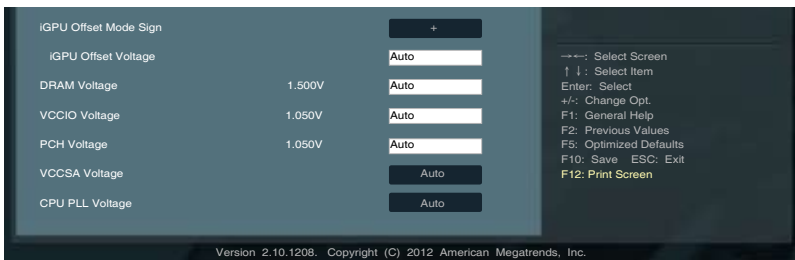 iGPU Offset Mode Sign +
iGPU Offset Voltage Auto
DRAM Voltage 1.500V Auto
VCCIO Voltage 1.050V Auto
PCH Voltage 1.050V Auto
VCCSA Voltage Auto
CPU PLL Voltage Auto
→←: Select Screen
↑↓: Select Item
Enter: Select
+/-: Change Opt.
F1: General Help
F2: Previous Values
F5: Optimized Defaults
F10: Save ESC: Exit
F12: Print Screen
Version 2.10.1208. Copyright (C) 2012 American Megatrends, Inc.